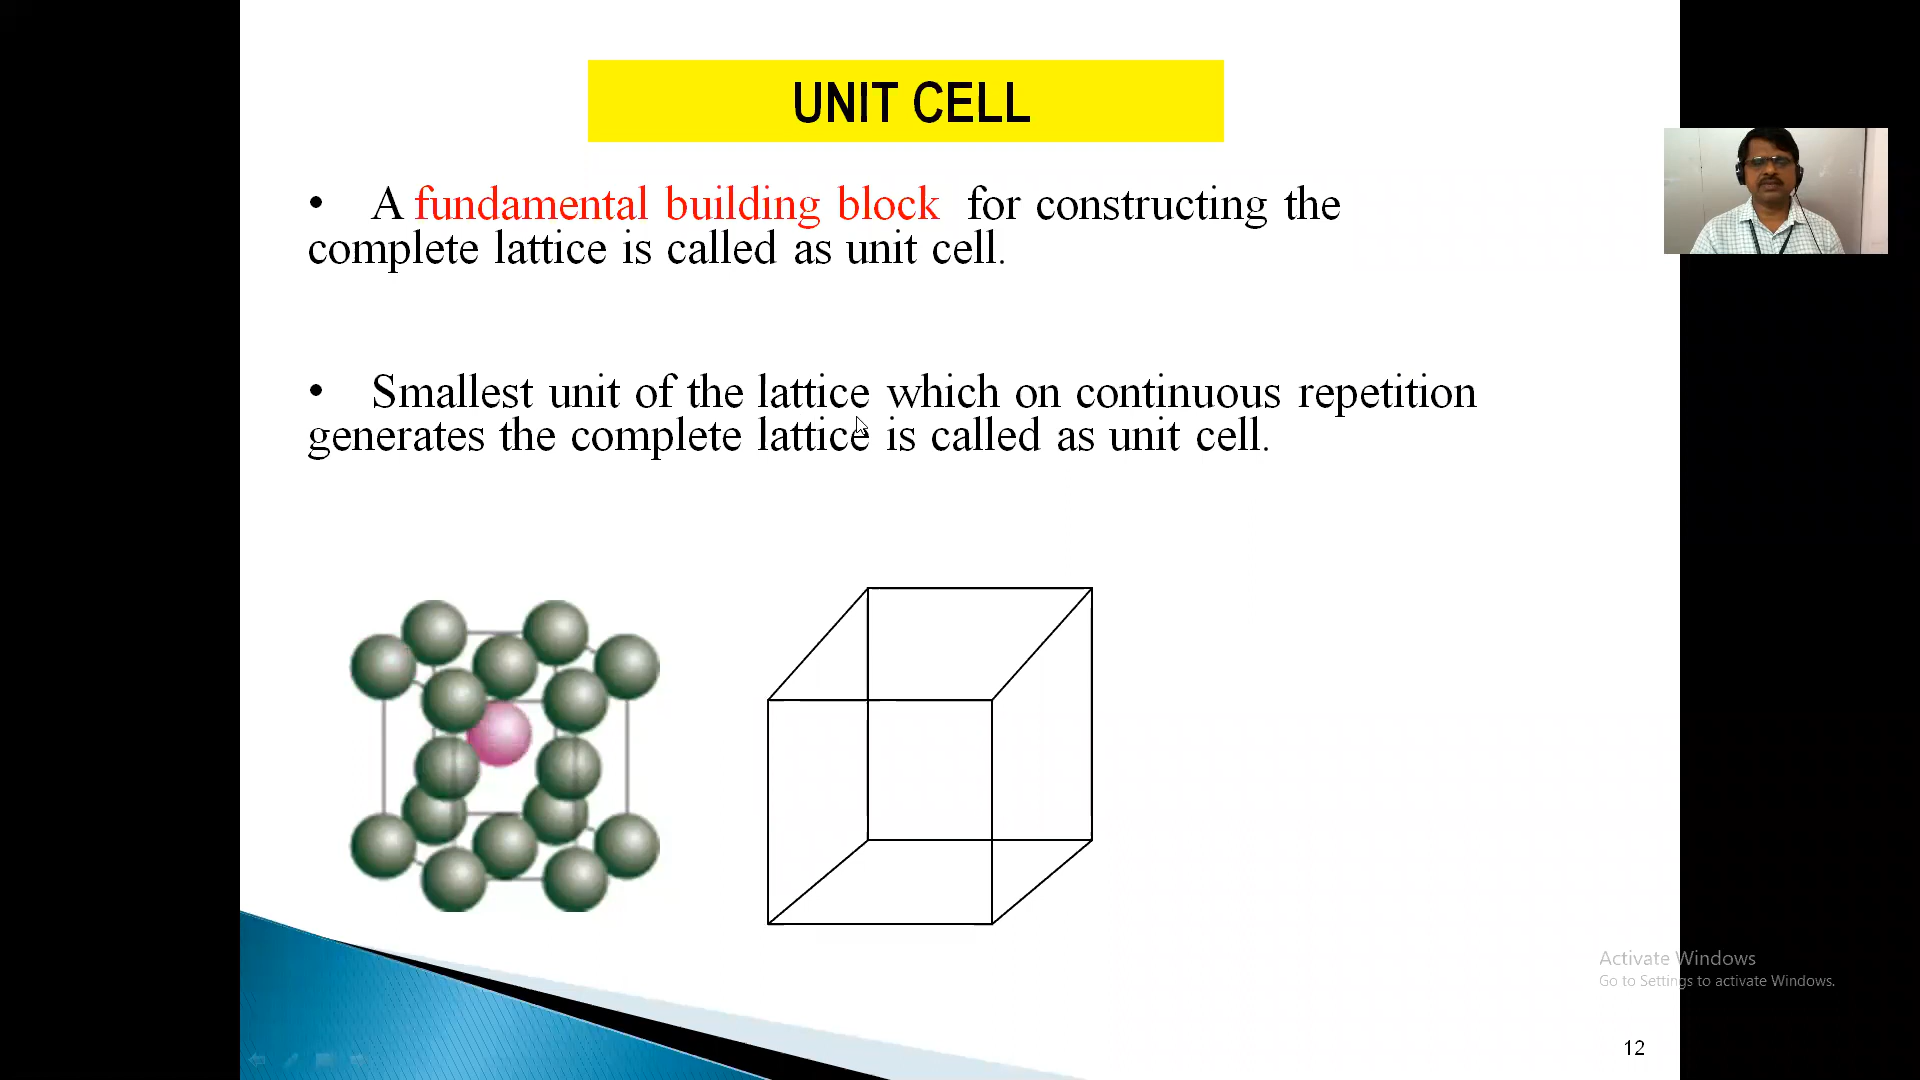 UNIT CELL
• A fundamental building block for constructing the
complete lattice is called as unit cell.
• Smallest unit of the lattice which on continuous repetition
generates the complete lattice is called as unit cell.
Activate Windows
Go to Settings to activate Windows.
12